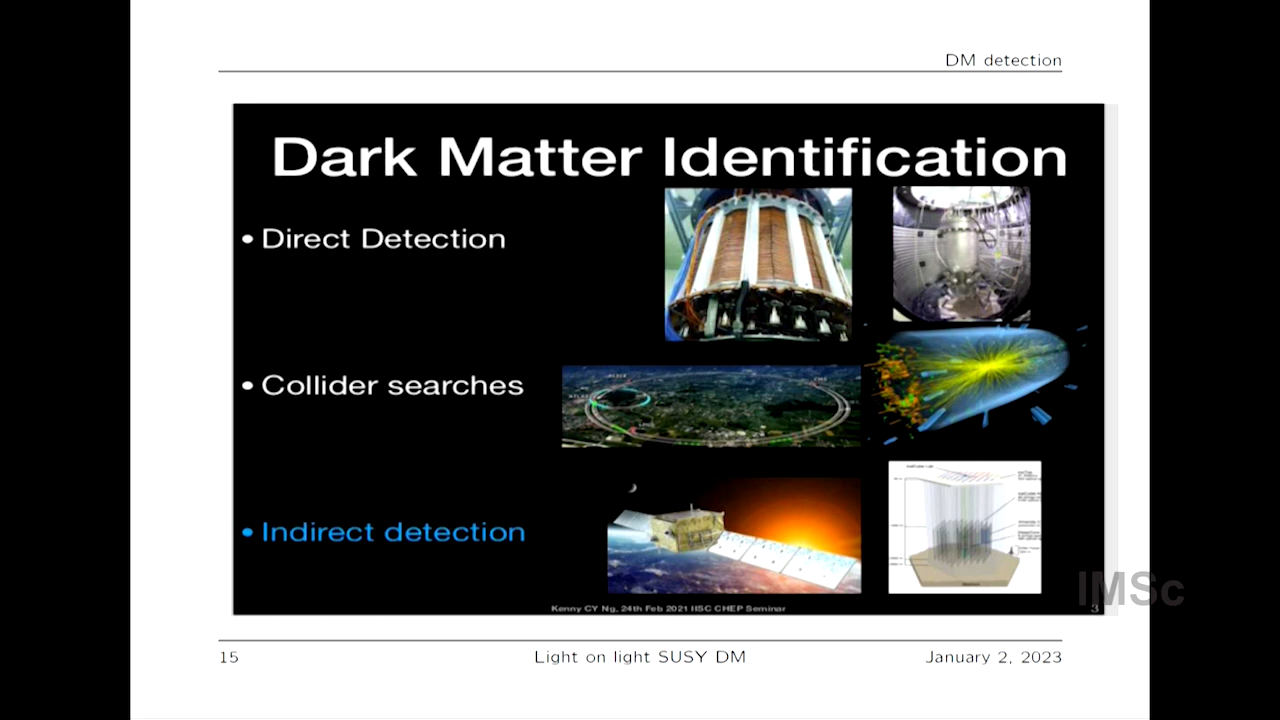 DM detection
Dark Matter Identification
• Direct Detection
• Collider searches
• Indirect detection
Kenny CY Ng, 24th Feb 2021 IISC CHEP Seminar
3
IMSc
15
Light on light SUSY DM
January 2, 2023